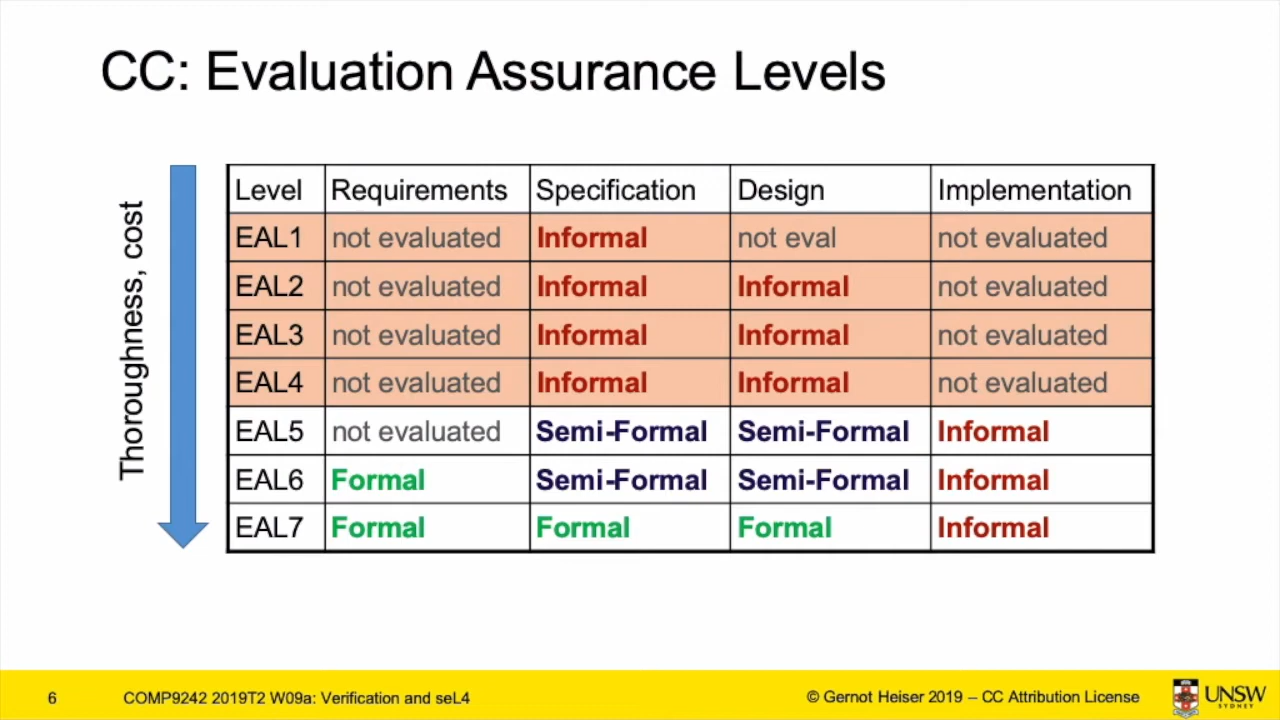 CC: Evaluation Assurance Levels
Thoroughness, cost
Level Requirements Specification Design Implementation
EAL1 not evaluated Informal not eval not evaluated
EAL2 not evaluated Informal Informal not evaluated
EAL3 not evaluated Informal Informal not evaluated
EAL4 not evaluated Informal Informal not evaluated
EAL5 not evaluated Semi-Formal Semi-Formal Informal
EAL6 Formal Semi-Formal Semi-Formal Informal
EAL7 Formal Formal Formal Informal
6 COMP9242 2019T2 W09a: Verification and seL4 © Gernot Heiser 2019 – CC Attribution License UNSW
SYDNEY